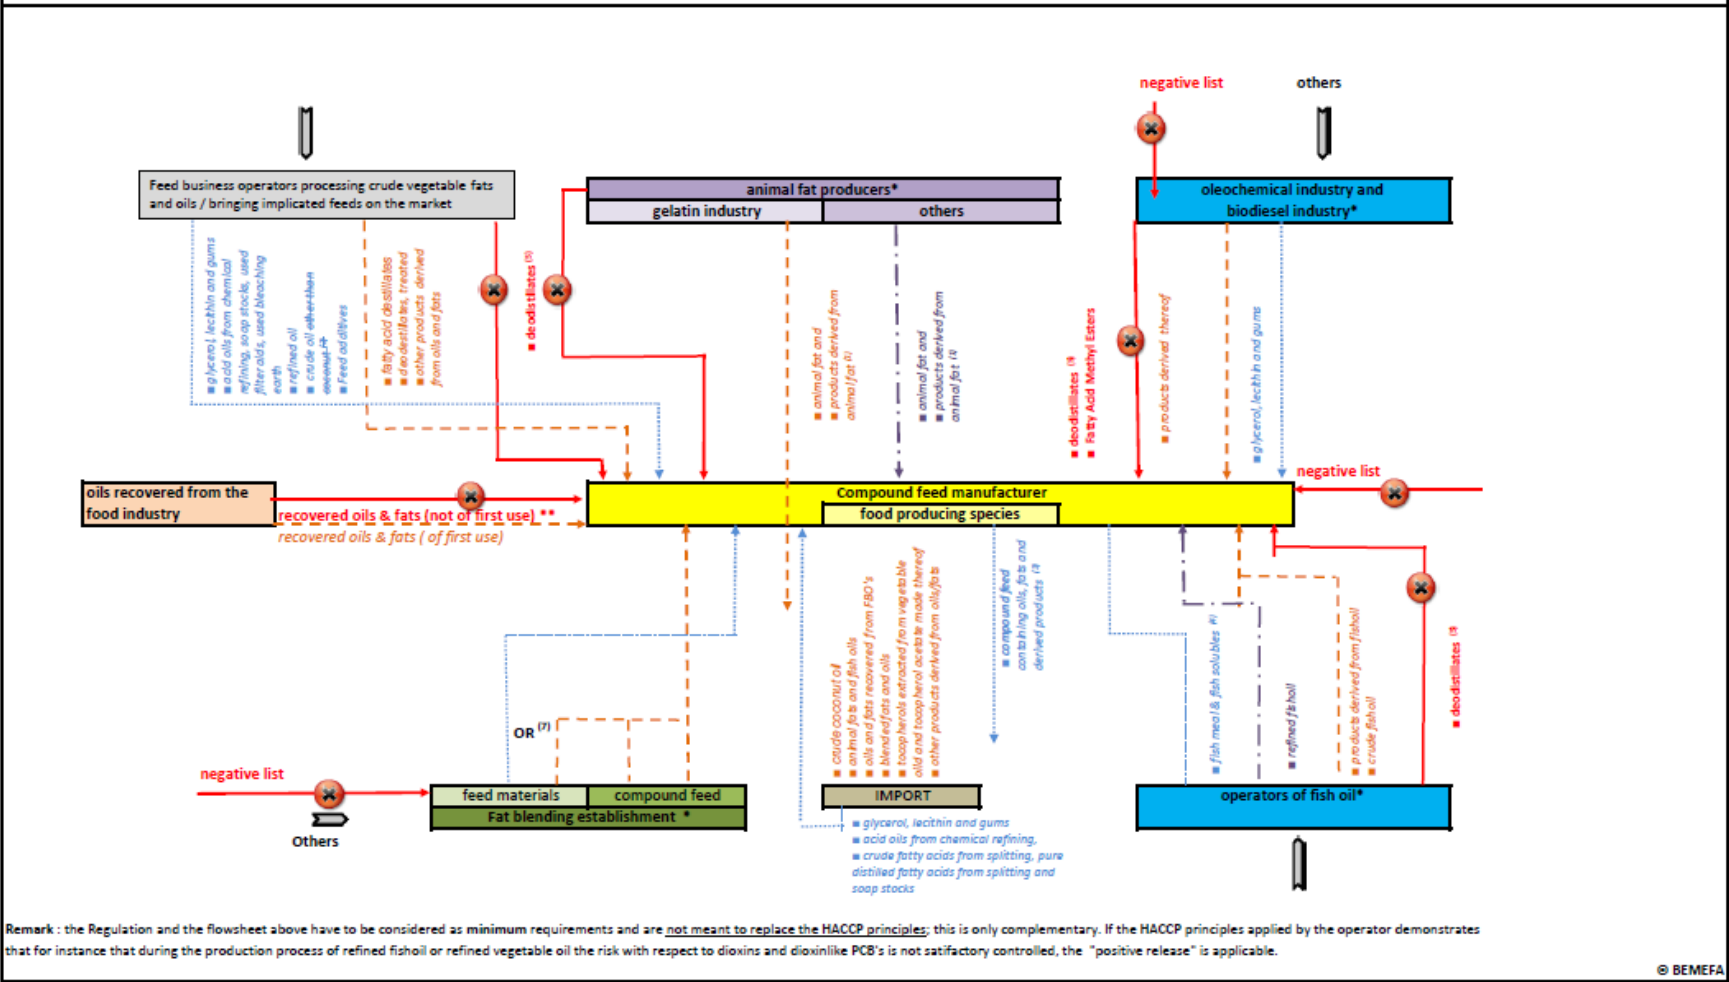 negative list
others
Feed business operators processing crude vegetable fats
and oils / bringing implicated feeds on the market
animal fat producers*
gelatin industry
others
oleochemical industry and
biodiesel industry*
■ glycerol, lecithin and gums
■ acid oils from chemical
refining, soap stocks, used
filter aids, used bleaching
earth
■ refined oil
■ crude oil other than
coconut
■ Feed additives
■ fatty acid destillates
■ deodestillates, treated
■ other products derived
from oils and fats
■ deodistillates (5)
■ animal fat and
■ products derived from
animal fat
■ animal fat and
■ products derived from
animal fat
■ deodistillates
■ Fatty Acid Methyl Esters
■ products derived thereof
■ glycerol, lecithin and gums
oils recovered from the
food industry
recovered oils & fats (not of first use) **
recovered oils & fats ( of first use)
Compound feed manufacturer
food producing species
negative list
■ crude coconut oil
■ animal fats and fish oils
■ oils and fats recovered from FBO's
■ blended fats and oils
■ tocopherols extracted from vegetable
oild and tocopherol acetate made thereof
■ other products derived from oils/fats
■ compound feed
containing oils, fats and
derived products
■ fish meal & fish solubles
■ refined fishoil
■ products derived from fishoil
■ crude fishoil
■ deodistillates (5)
OR (7)
negative list
Others
feed materials
compound feed
Fat blending establishment *
IMPORT
■ glycerol, lecithin and gums
■ acid oils from chemical refining,
■ crude fatty acids from splitting, pure
distilled fatty acids from splitting and
soap stocks
operators of fish oil*
Remark : the Regulation and the flowsheet above have to be considered as minimum requirements and are not meant to replace the HACCP principles; this is only complementary. If the HACCP principles applied by the operator demonstrates
that for instance that during the production process of refined fishoil or refined vegetable oil the risk with respect to dioxins and dioxinlike PCB's is not satifactory controlled, the "positive release" is applicable.
© BEMEFA